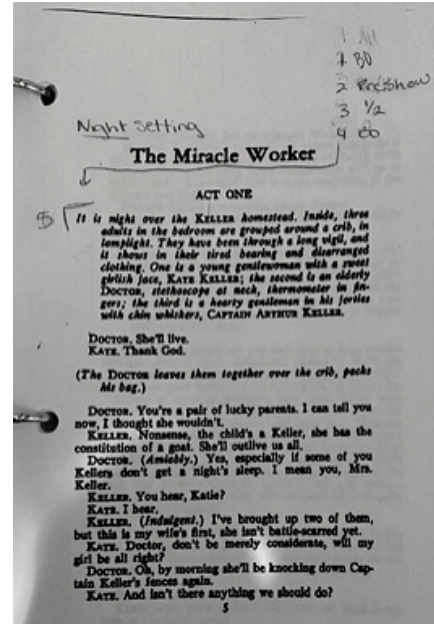 1 All
1 BO
2 Preshow
3 1/2
4 BO
Night Setting
The Miracle Worker
ACT ONE
5
It is night over the KELLER homestead. Inside, three
adults in the bedroom are grouped around a crib, in
lamplight. They have been through a long vigil, and
it shows in their tired bearing and disarranged
clothing. One is a young gentlewoman with a sweet
girlish face, KATE KELLER; the second is an elderly
DOCTOR, stethoscope at neck, thermometer in fin-
gers; the third is a hearty gentleman in his forties
with chin whiskers, CAPTAIN ARTHUR KELLER.
DOCTOR. She'll live.
KATE. Thank God.
(The DOCTOR leaves them together over the crib, packs
his bag.)
DOCTOR. You're a pair of lucky parents. I can tell you
now, I thought she wouldn't.
KELLER. Nonsense, the child's a Keller, she has the
constitution of a goat. She'll outlive us all.
DOCTOR. (Amiably.) Yes, especially if some of you
Kellers don't get a night's sleep. I mean you, Mrs.
Keller.
KELLER. You hear, Katie?
KATE. I hear.
KELLER. (Indulgent.) I've brought up two of them,
but this is my wife's first, she isn't battle-scarred yet.
KATE. Doctor, don't be merely considerate, will my
girl be all right?
DOCTOR. Oh, by morning she'll be knocking down Cap-
tain Keller's fences again.
KATE. And isn't there anything we should do?
5